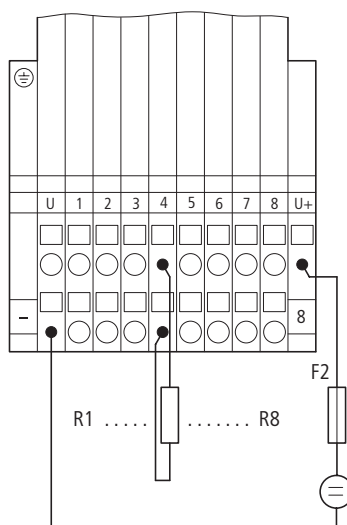 U 1 2 3 4 5 6 7 8 U+
– 8
F2
R1 ..... ....... R8